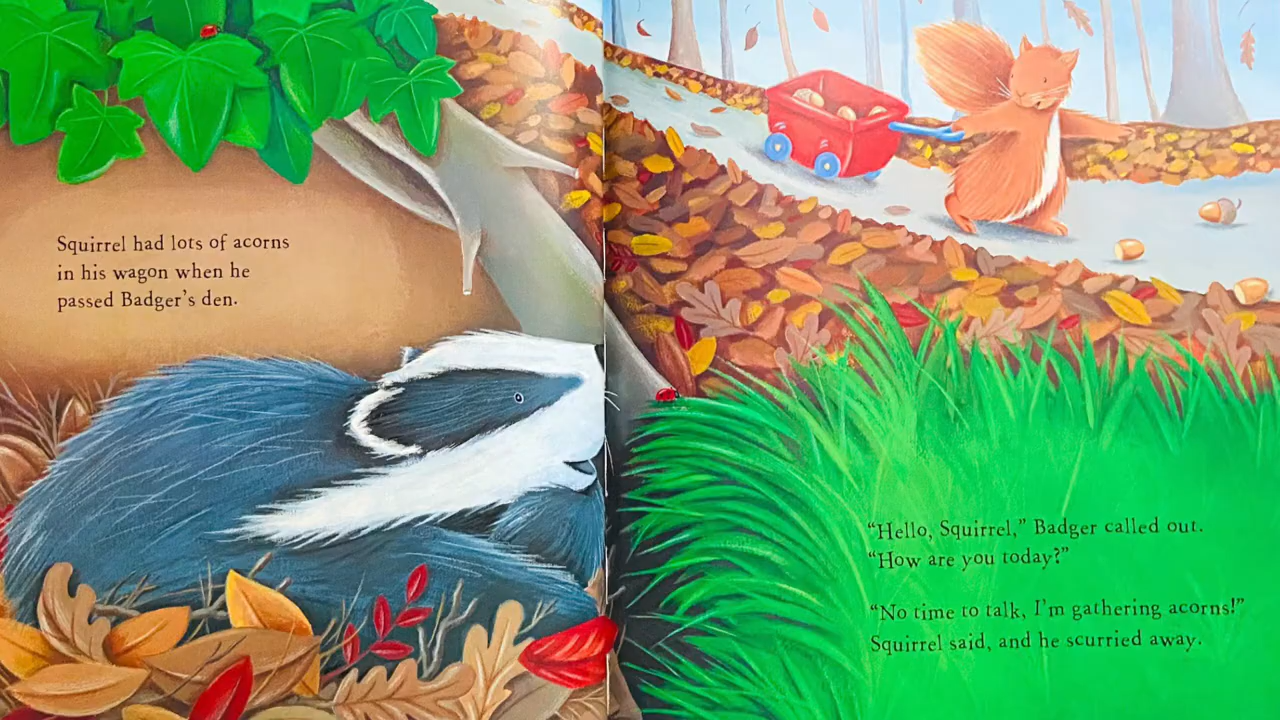 Squirrel had lots of acorns
in his wagon when he
passed Badger's den.
“Hello, Squirrel,” Badger called out.
“How are you today?”
“No time to talk, I'm gathering acorns!”
Squirrel said, and he scurried away.